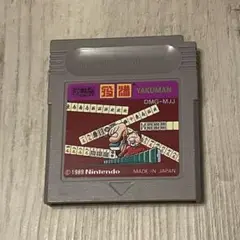 役満 YAKUMAN
DMG-MJJ
© 1989 Nintendo
MADE IN JAPAN